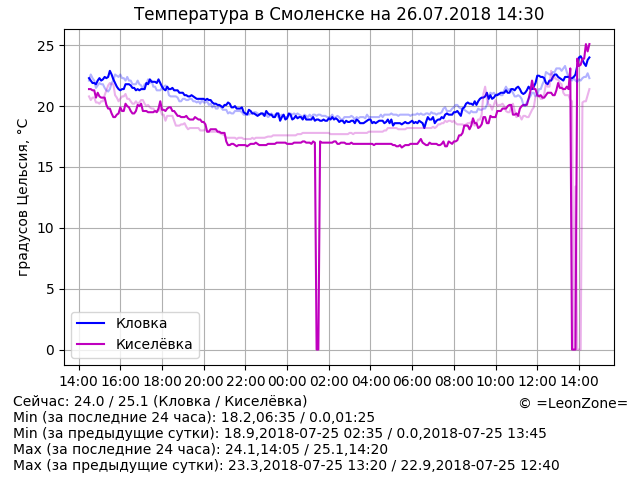 Температура в Смоленске на 26.07.2018 14:30
градусов Цельсия, °C
25
20
15
10
5
0
Кловка
Киселёвка
14:00 16:00 18:00 20:00 22:00 00:00 02:00 04:00 06:00 08:00 10:00 12:00 14:00
Сейчас: 24.0 / 25.1 (Кловка / Киселёвка)
© =LeonZone=
Min (за последние 24 часа): 18.2,06:35 / 0.0,01:25
Min (за предыдущие сутки): 18.9,2018-07-25 02:35 / 0.0,2018-07-25 13:45
Max (за последние 24 часа): 24.1,14:05 / 25.1,14:20
Max (за предыдущие сутки): 23.3,2018-07-25 13:20 / 22.9,2018-07-25 12:40